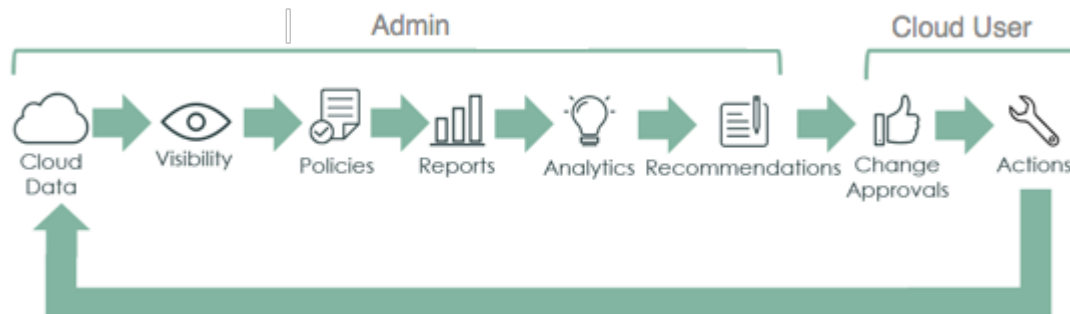 Admin
Cloud User
Cloud
Data
Visibility
Policies
Reports
Analytics
Recommendations
Change
Approvals
Actions